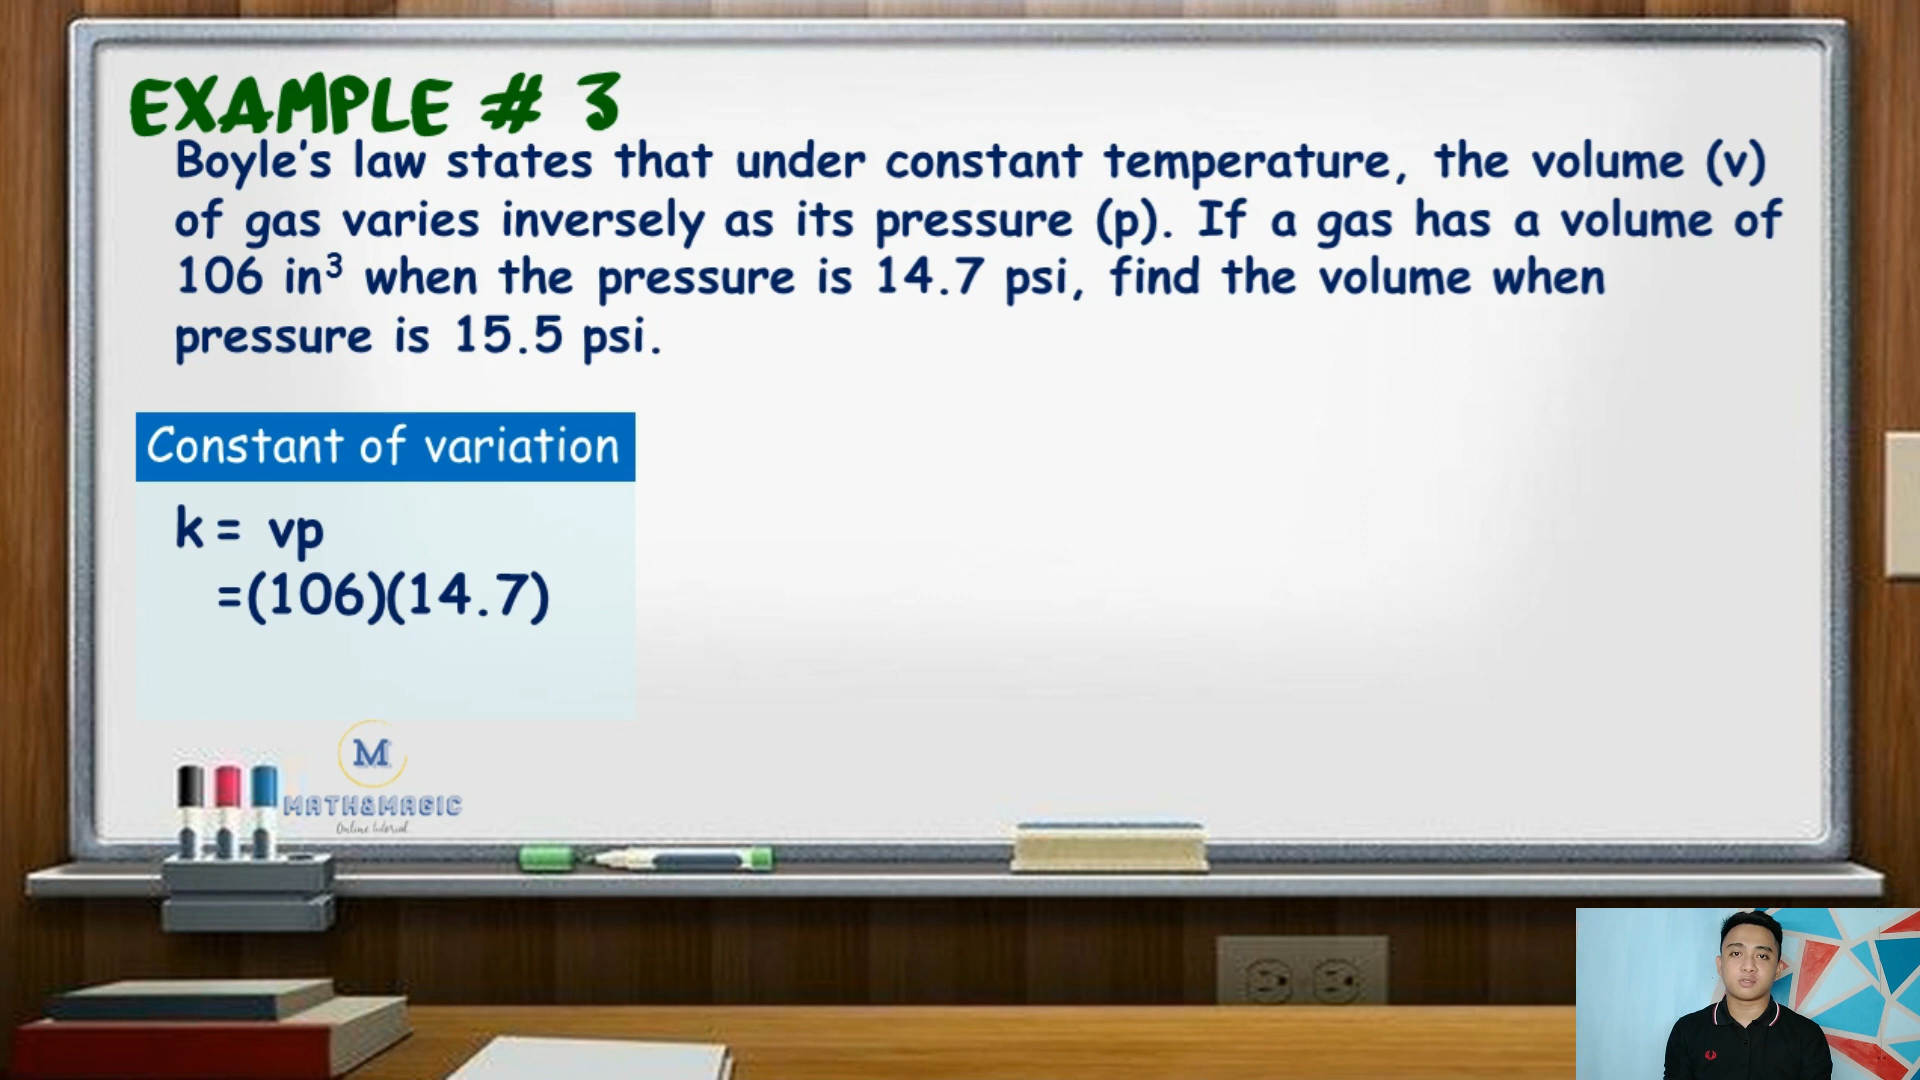 EXAMPLE # 3
Boyle's law states that under constant temperature, the volume (v)
of gas varies inversely as its pressure (p). If a gas has a volume of
106 in³ when the pressure is 14.7 psi, find the volume when
pressure is 15.5 psi.
Constant of variation
k = vp
=(106)(14.7)
M
MATH&MAGIC
Online tutorial